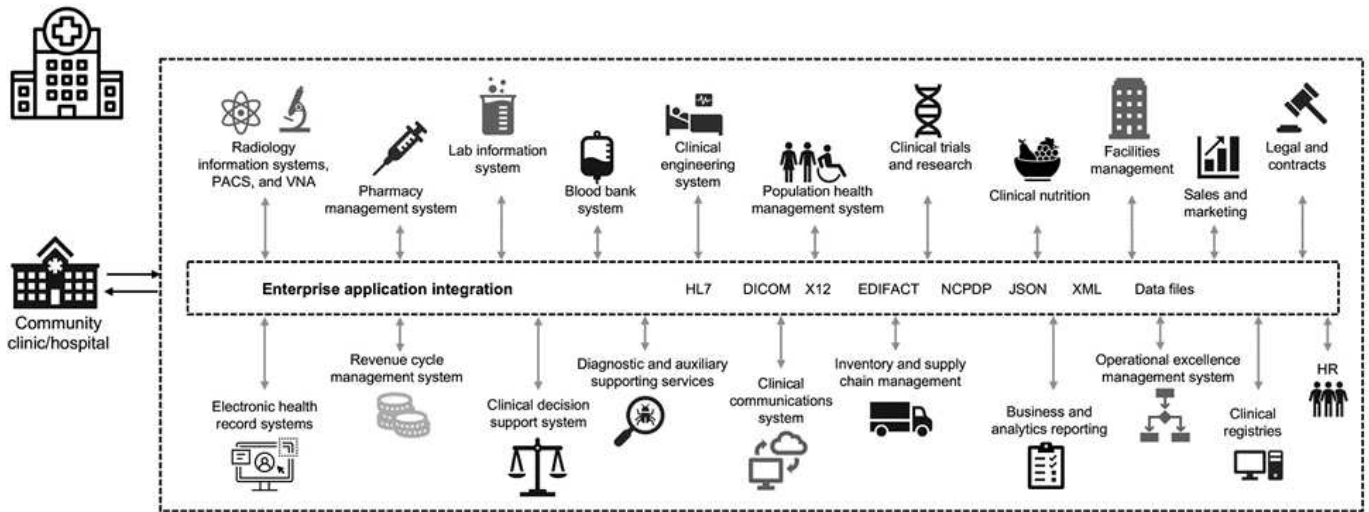 Radiology
information systems,
PACS, and VNA
Pharmacy
management system
Lab information
system
Blood bank
system
Clinical
engineering
system
Population health
management system
Clinical trials
and research
Clinical nutrition
Facilities
management
Sales and
marketing
Legal and
contracts
Community
clinic/hospital
Enterprise application integration HL7 DICOM X12 EDIFACT NCPDP JSON XML Data files
Electronic health
record systems
Revenue cycle
management system
Clinical decision
support system
Diagnostic and auxiliary
supporting services
Clinical
communications
system
Inventory and supply
chain management
Business and
analytics reporting
Operational excellence
management system
Clinical
registries
HR